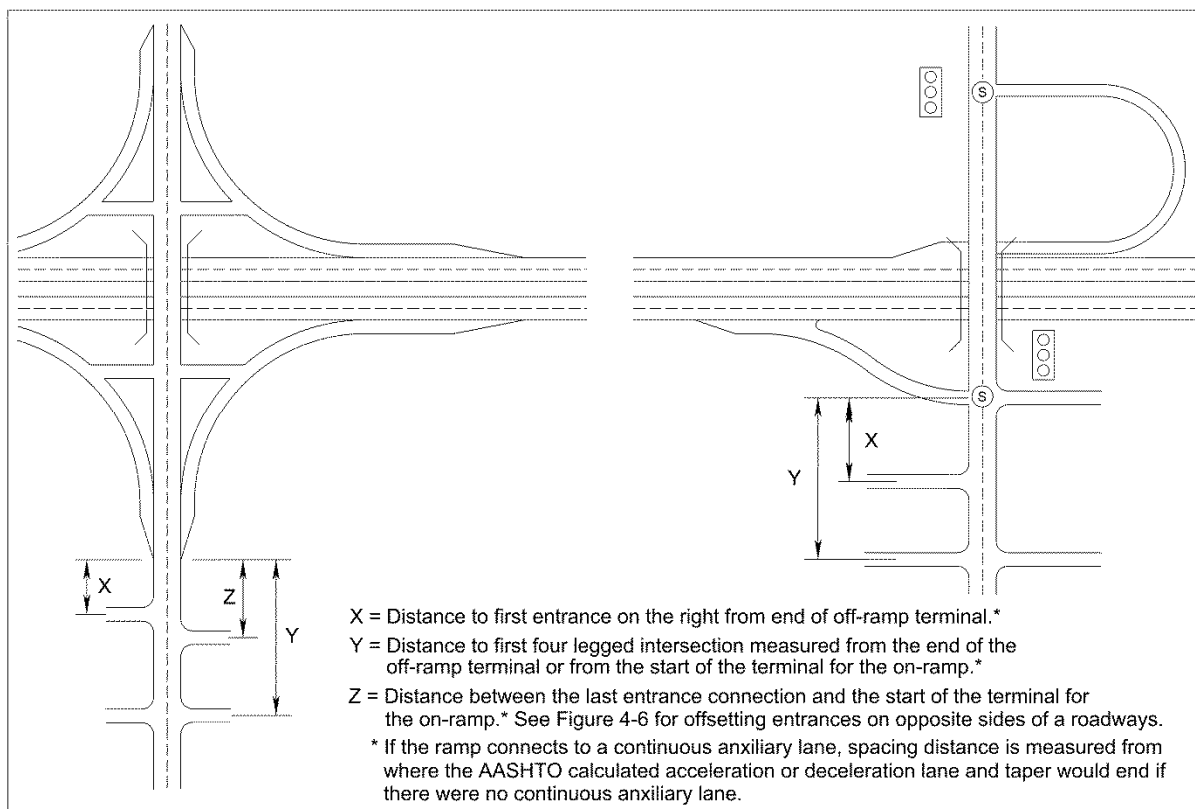 S
X
Y
S
X
Z
Y
X = Distance to first entrance on the right from end of off-ramp terminal.*
Y = Distance to first four legged intersection measured from the end of the
off-ramp terminal or from the start of the terminal for the on-ramp.*
Z = Distance between the last entrance connection and the start of the terminal for
the on-ramp.* See Figure 4-6 for offsetting entrances on opposite sides of a roadways.
* If the ramp connects to a continuous anxiliary lane, spacing distance is measured from
where the AASHTO calculated acceleration or deceleration lane and taper would end if
there were no continuous anxiliary lane.